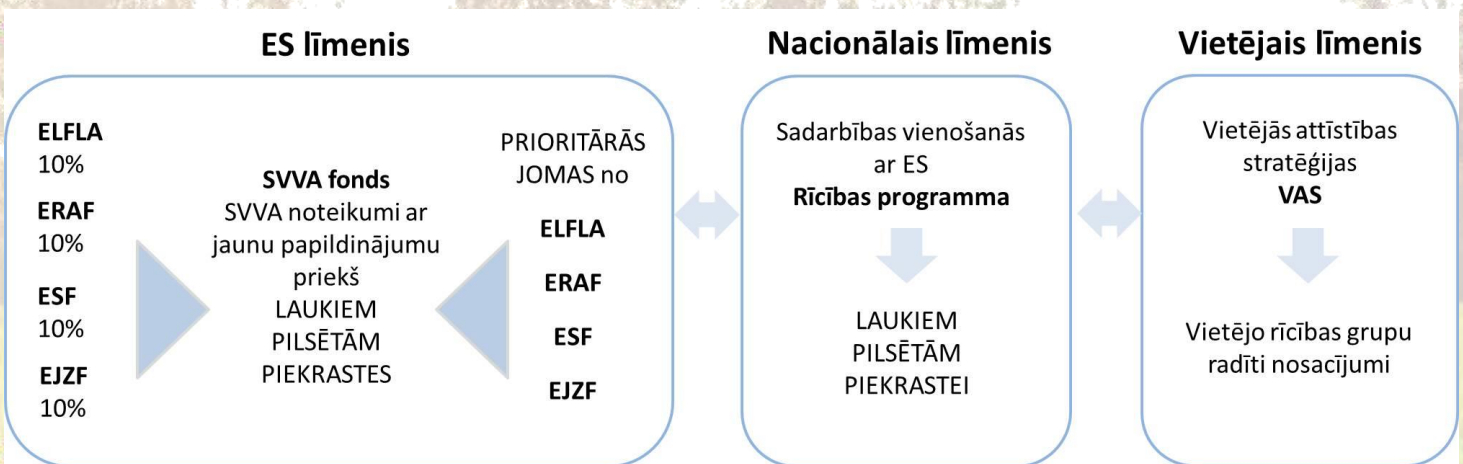 ES līmenis
Nacionālais līmenis
Vietējais līmenis
ELFLA
10%
ERAF
10%
ESF
10%
EJZF
10%
SVVA fonds
SVVA noteikumi ar
jaunu papildinājumu
priekš
LAUKIEM
PILSĒTĀM
PIEKRASTES
PRIORITĀRĀS
JOMAS no
ELFLA
ERAF
ESF
EJZF
Sadarbības vienošanās
ar ES
Rīcības programma
LAUKIEM
PILSĒTĀM
PIEKRASTEI
Vietējās attīstības
stratēģijas
VAS
Vietējo rīcības grupu
radīti nosacījumi